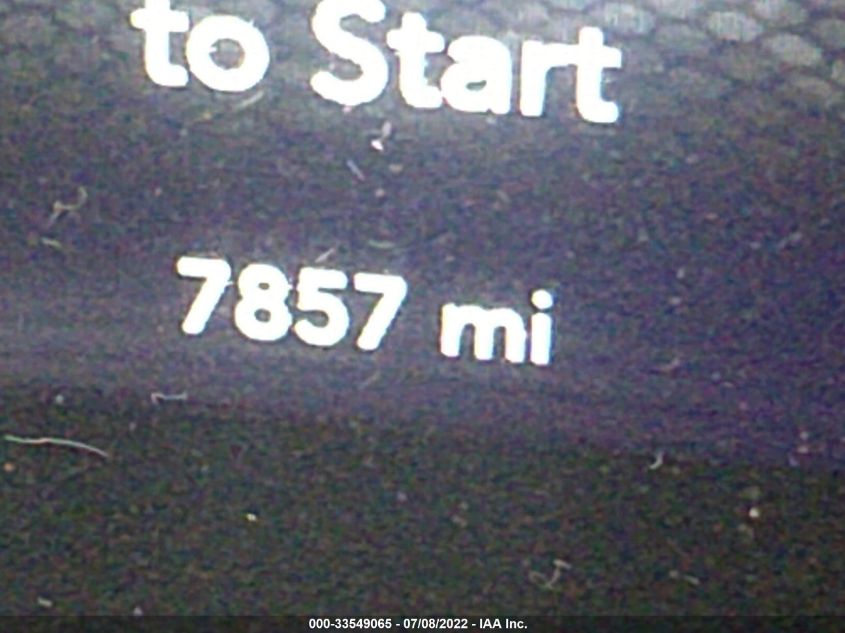 to Start
7857 mi
000-33549065 - 07/08/2022 - IAA Inc.